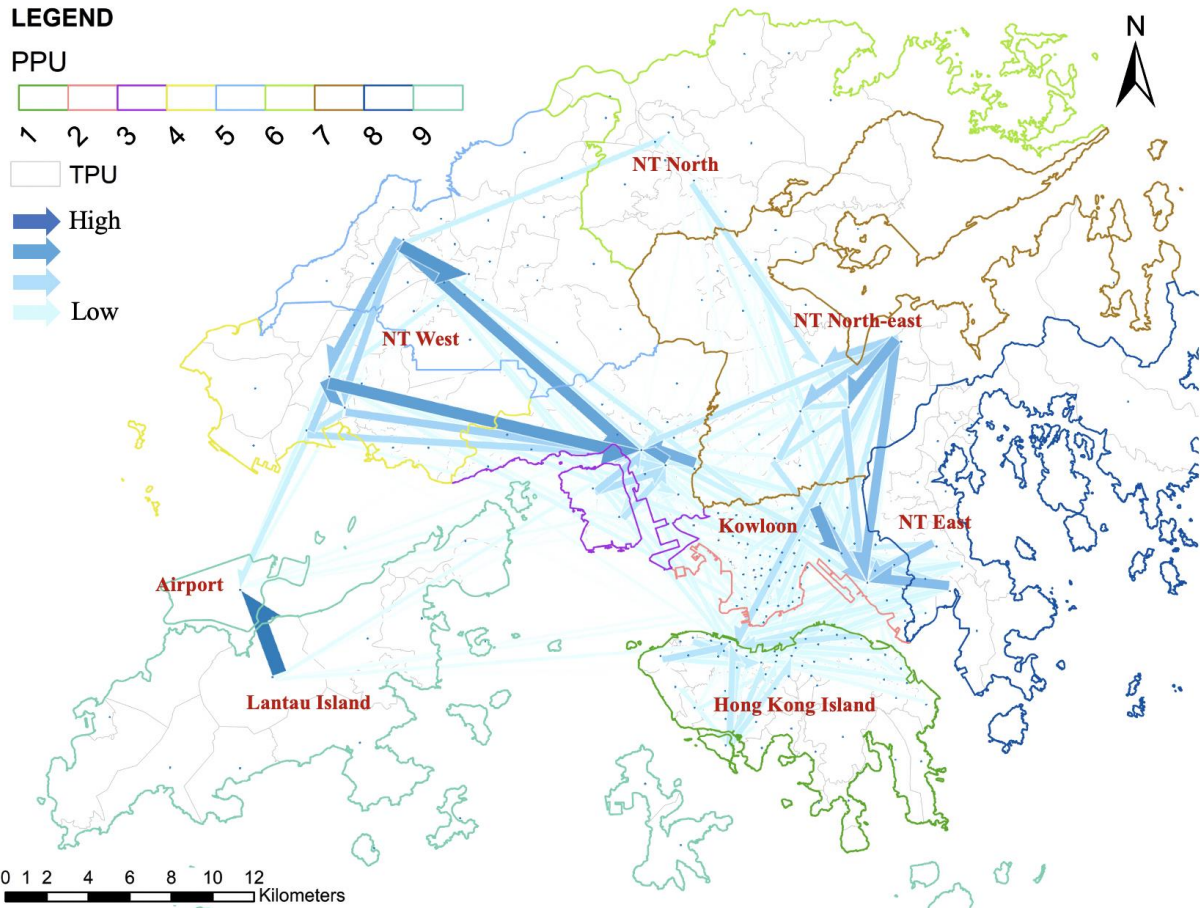 LEGEND
PPU
1 2 3 4 5 6 7 8 9
TPU
High
Low
N
NT North
NT North-east
NT West
Kowloon
NT East
Airport
Lantau Island
Hong Kong Island
0 1 2 4 6 8 10 12
Kilometers